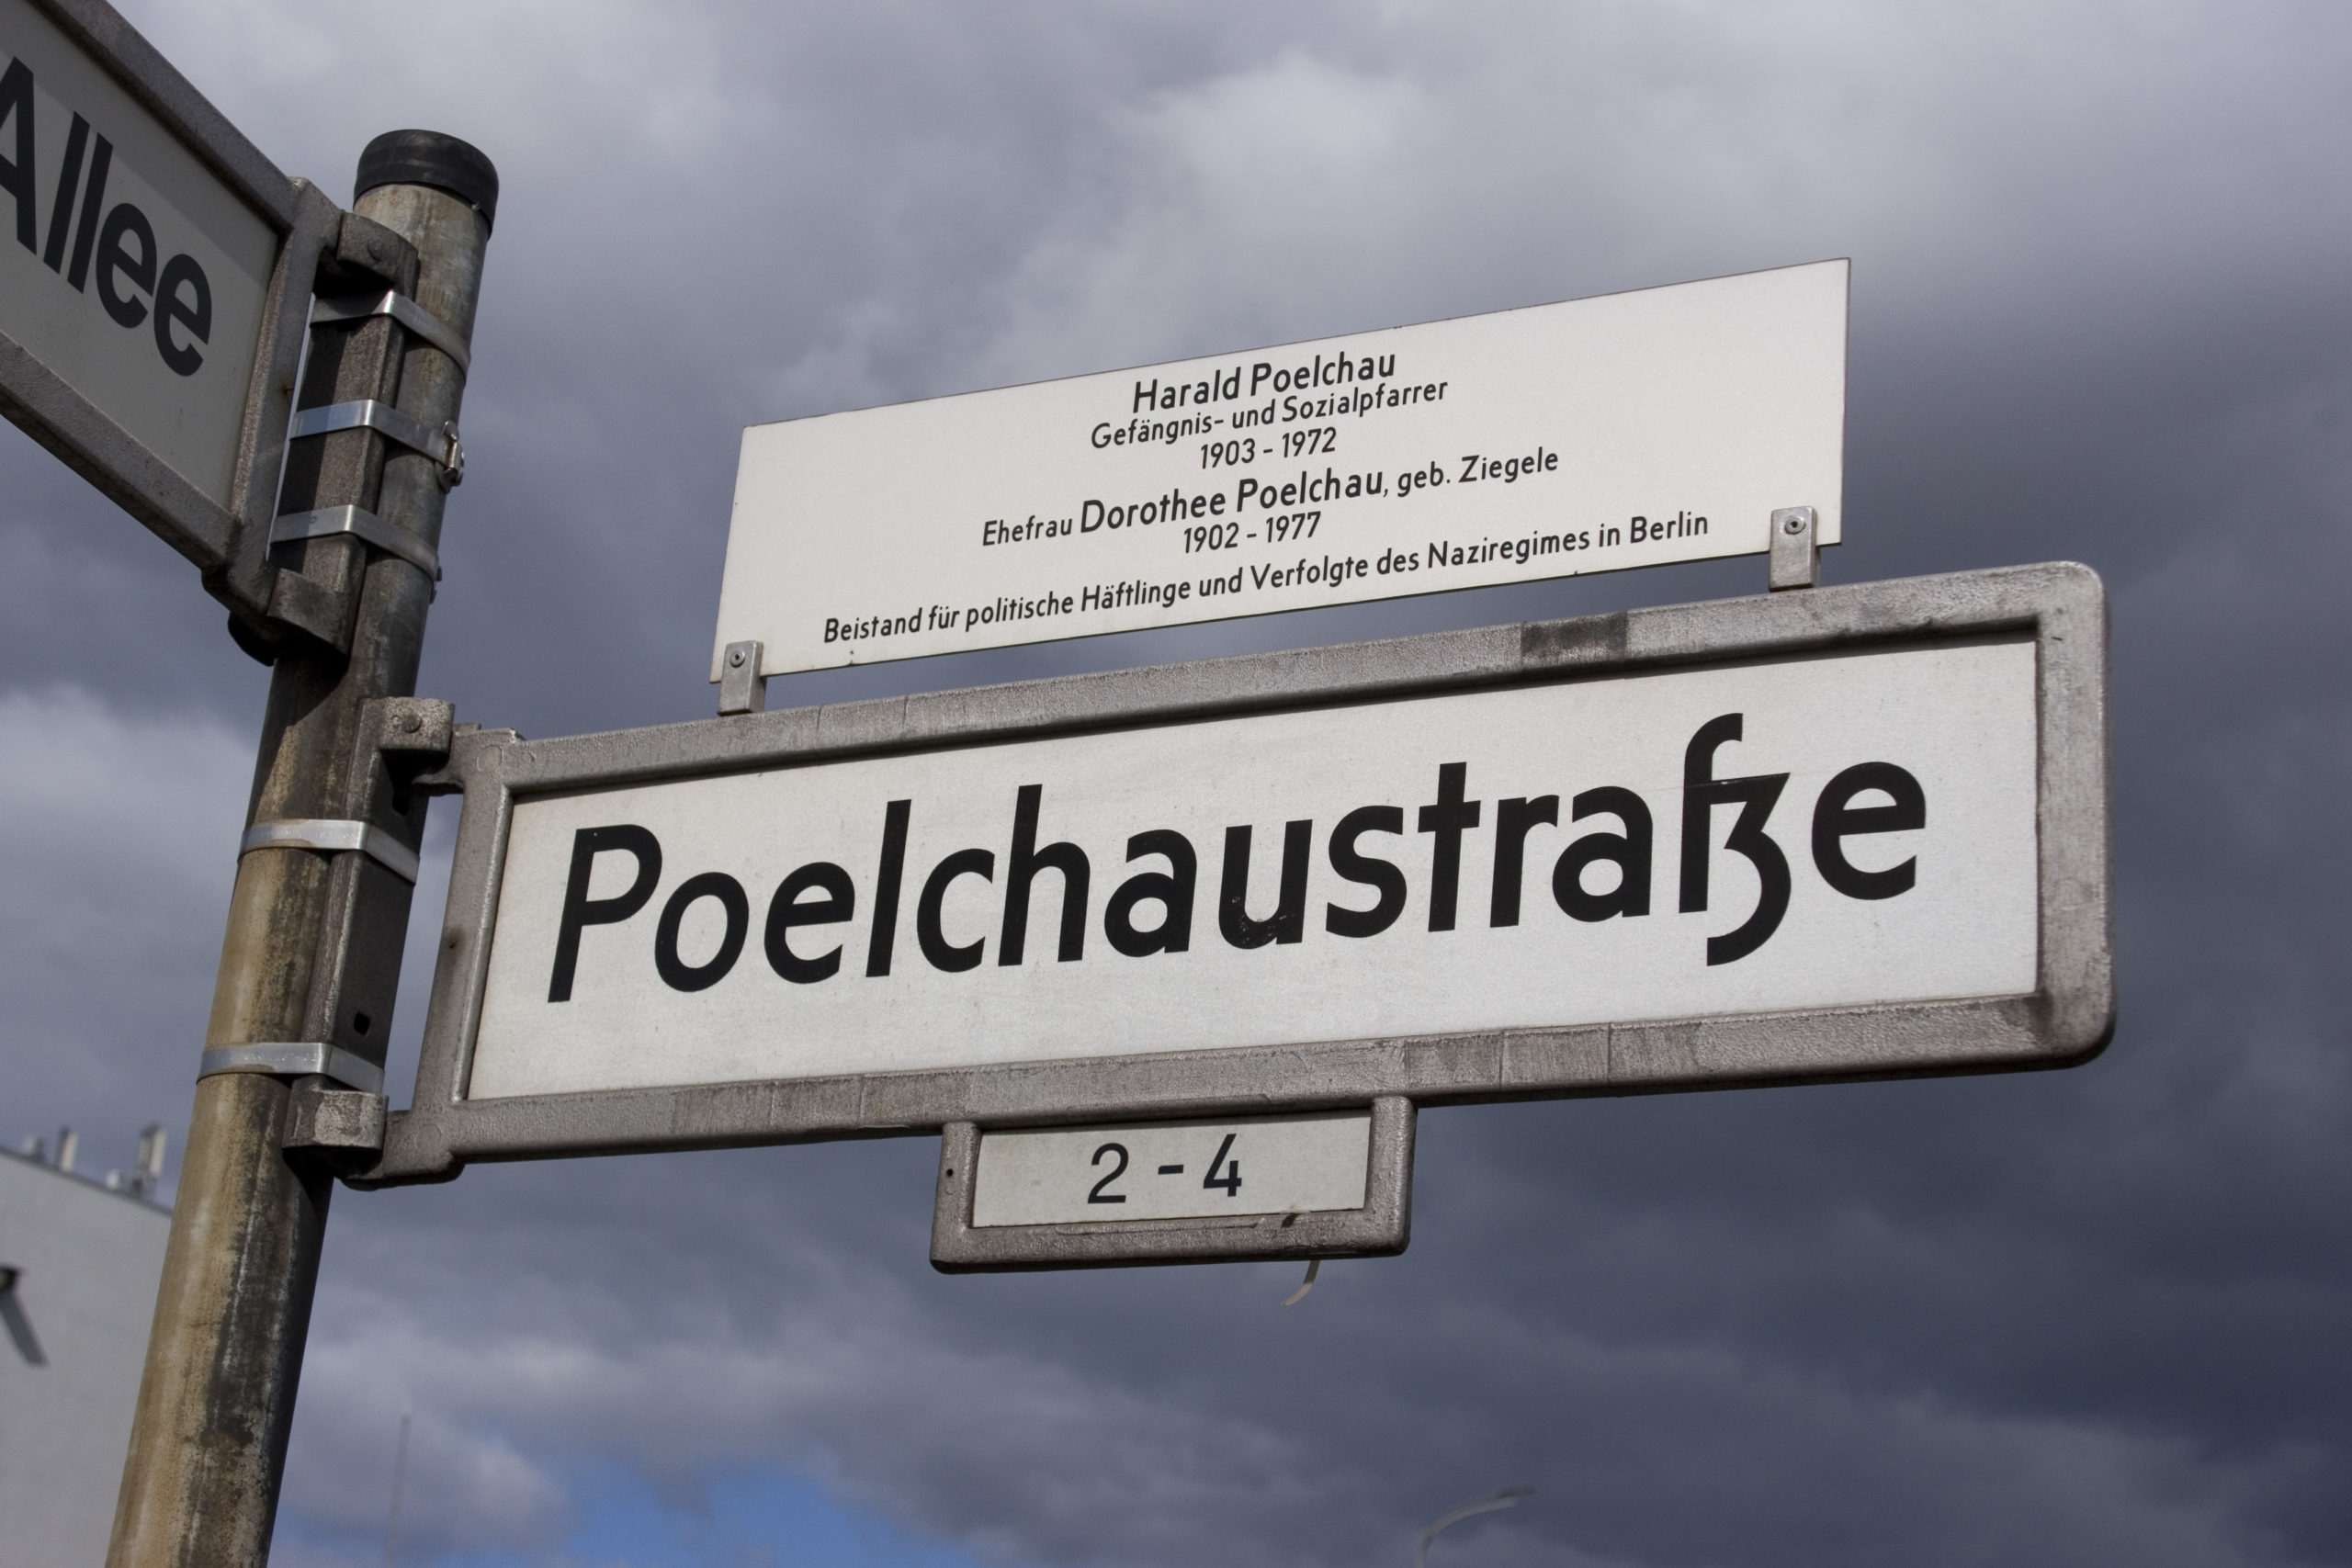 Allee
Harald Poelchau
Gefängnis- und Sozialpfarrer
1903 - 1972
Ehefrau Dorothee Poelchau, geb. Ziegele
1902 - 1977
Beistand für politische Häftlinge und Verfolgte des Naziregimes in Berlin
Poelchaustraße
2 - 4